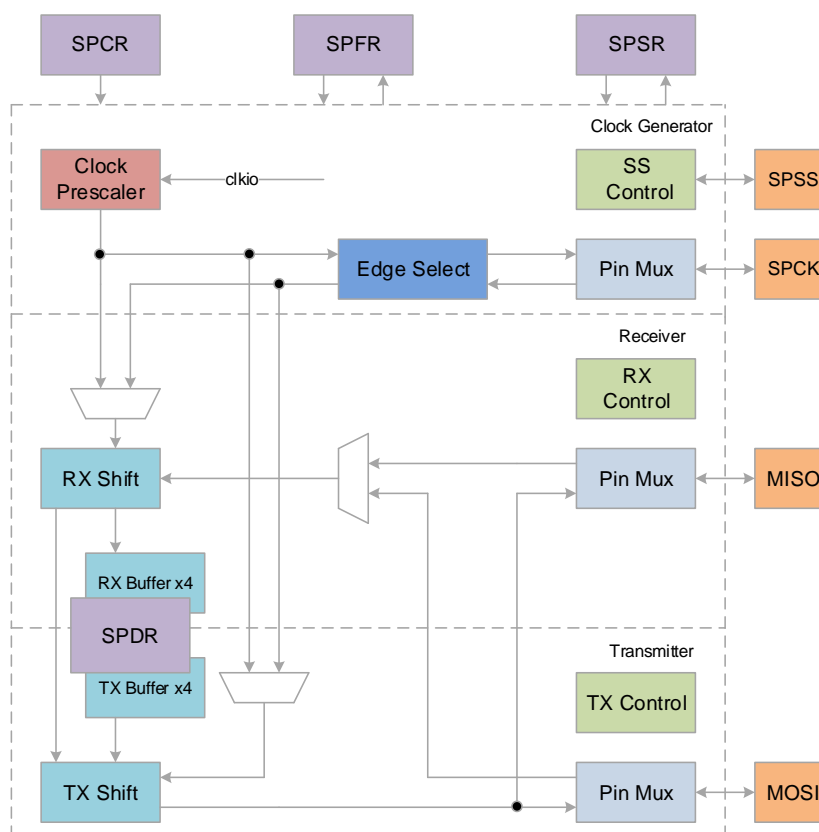 SPCR
SPFR
SPSR
Clock Generator
Clock
Prescaler
clkio
SS
Control
SPSS
Edge Select
Pin Mux
SPCK
Receiver
RX
Control
RX Shift
Pin Mux
MISO
RX Buffer x4
SPDR
TX Buffer x4
Transmitter
TX Control
TX Shift
Pin Mux
MOSI